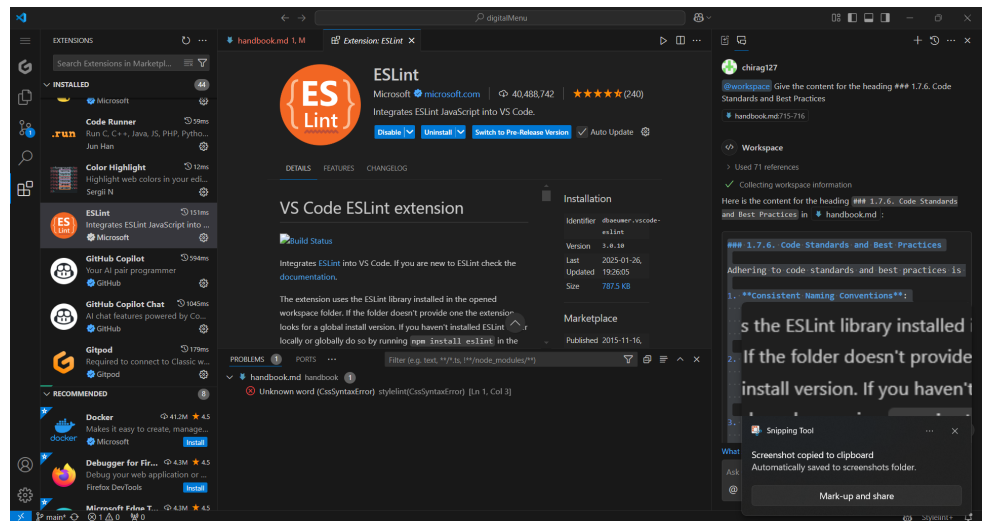 digitalMenu
EXTENSIONS
Search Extensions in Marketpl...
INSTALLED
44
Microsoft
Code Runner
59ms
.run
Run C, C++, Java, JS, PHP, Pytho...
Jun Han
Color Highlight
12ms
Highlight web colors in your edi...
Sergii N
ESLint
151ms
Integrates ESLint JavaScript into ...
Microsoft
GitHub Copilot
594ms
Your AI pair programmer
GitHub
GitHub Copilot Chat
1045ms
AI chat features powered by Co...
GitHub
Gitpod
179ms
Required to connect to Classic w...
Gitpod
RECOMMENDED
8
Docker
41.2M ★ 4.5
Makes it easy to create, manage...
docker
Microsoft
Install
Debugger for Fir...
4.3M ★ 4.5
Debug your web application or ...
Firefox DevTools
Install
Microsoft Edge T...
4.3M ★ 4.5
handbook.md 1, M
Extension: ESLint
ES
Lint
ESLint
Microsoft
microsoft.com
40,488,742
(240)
Integrates ESLint JavaScript into VS Code.
Disable
Uninstall
Switch to Pre-Release Version
Auto Update
DETAILS
FEATURES
CHANGELOG
VS Code ESLint extension
Build Status
Integrates ESLint into VS Code. If you are new to ESLint check the
documentation.
The extension uses the ESLint library installed in the opened
workspace folder. If the folder doesn't provide one the extension
looks for a global install version. If you haven't installed ESLint
locally or globally do so by running npm install eslint in the
Installation
Identifier
dbaeumer.vscode-
eslint
Version
3.0.10
Last
Updated
2025-01-26,
19:26:05
Size
787.5 KB
Marketplace
Published
2015-11-16,
PROBLEMS
1
PORTS
Filter (e.g. text, **/*.ts, !**/node_modules/**)
handbook.md handbook
1
Unknown word (CssSyntaxError) stylelint(CssSyntaxError) [Ln 1, Col 3]
chirag127
@workspace Give the content for the heading ### 1.7.6. Code
Standards and Best Practices
handbook.md:715-716
Workspace
Used 71 references
Collecting workspace information
Here is the content for the heading ### 1.7.6. Code Standards
and Best Practices in handbook.md :
### 1.7.6. Code Standards and Best Practices
Adhering to code standards and best practices is
1. **Consistent Naming Conventions**:
s the ESLint library installed i
2.
If the folder doesn't provide
install version. If you haven't
3.
Snipping Tool
Screenshot copied to clipboard
Automatically saved to screenshots folder.
Mark-up and share
What
Ask
@
main*
1
0
0
Stylelint+